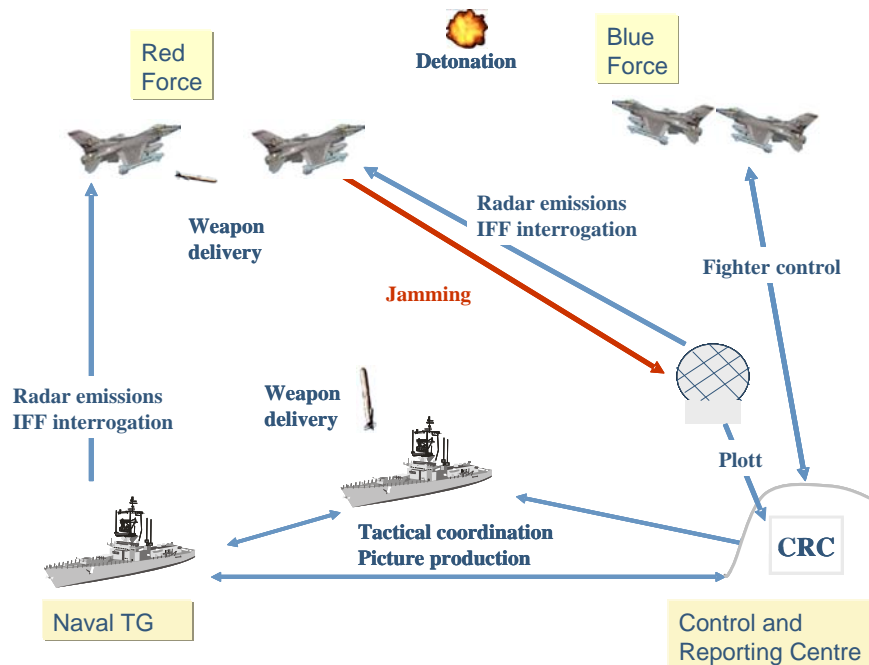 Red
Force
Detonation
Blue
Force
Weapon
delivery
Radar emissions
IFF interrogation
Fighter control
Jamming
Radar emissions
IFF interrogation
Weapon
delivery
Plott
Tactical coordination
Picture production
CRC
Naval TG
Control and
Reporting Centre